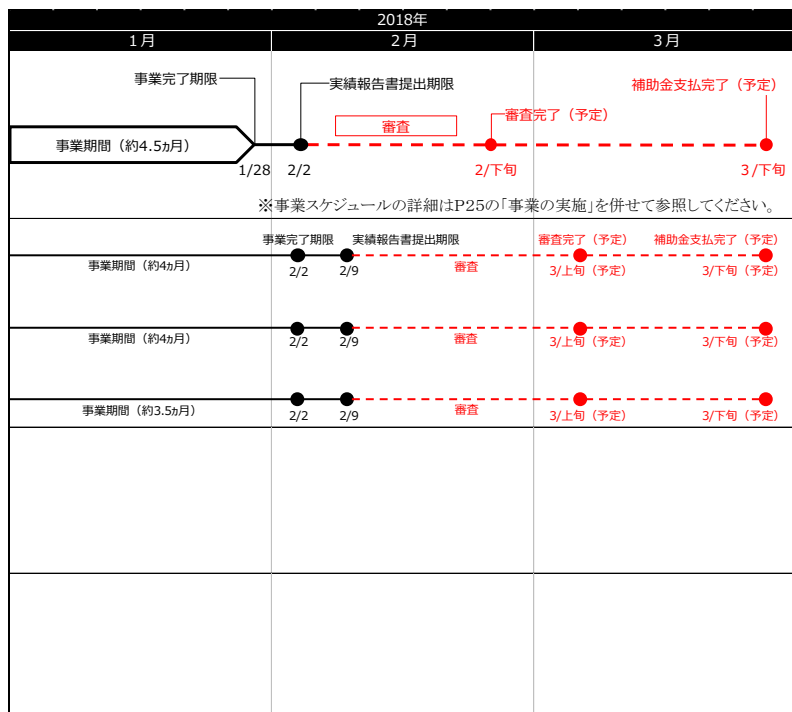 2018年
1月 2月 3月
事業完了期限 実績報告書提出期限 補助金支払完了（予定）
審査完了（予定）
審査
事業期間（約4.5ヵ月）
1/28 2/2 2/下旬 3/下旬
※事業スケジュールの詳細はP25の「事業の実施」を併せて参照してください。
事業完了期限 実績報告書提出期限 審査完了（予定） 補助金支払完了（予定）
事業期間（約4ヵ月） 2/2 2/9 審査 3/上旬（予定） 3/下旬（予定）
事業期間（約4ヵ月） 2/2 2/9 審査 3/上旬（予定） 3/下旬（予定）
事業期間（約3.5ヵ月） 2/2 2/9 審査 3/上旬（予定） 3/下旬（予定）